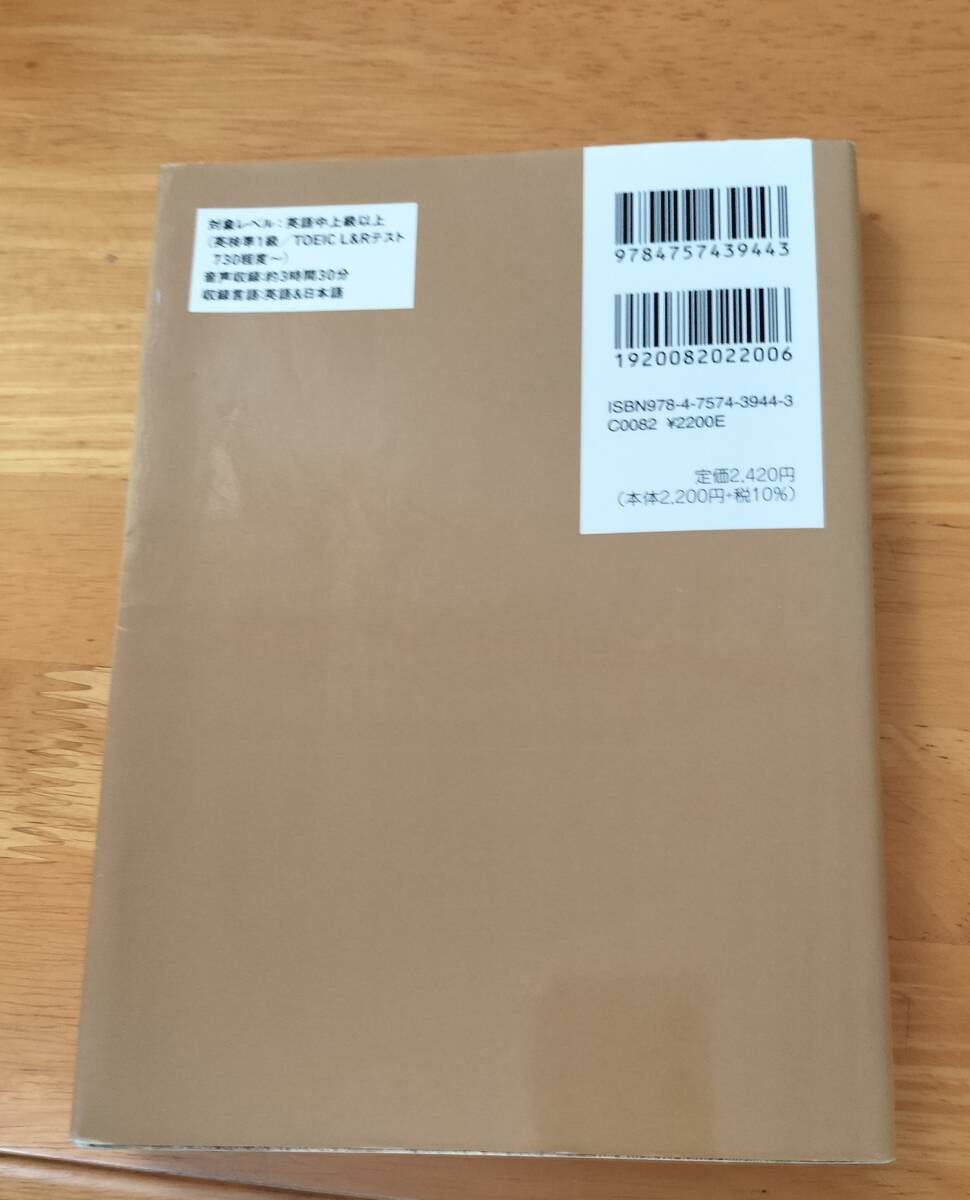 対象レベル：英語中上級以上
（英検準1級／TOEIC L&Rテスト
730程度～）
音声収録:約3時間30分
収録言語:英語&日本語
9784757439443
1920082022006
ISBN978-4-7574-3944-3
C0082 ¥2200E
定価2,420円
（本体2,200円+税10%）